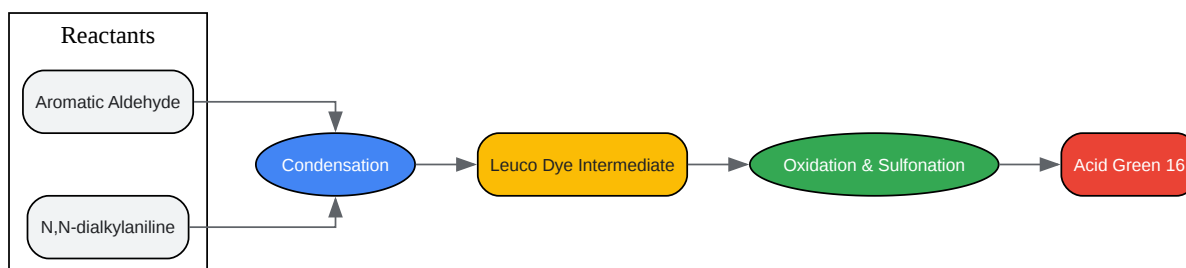 Reactants
Aromatic Aldehyde
N,N-dialkylaniline
Condensation
Leuco Dye Intermediate
Oxidation & Sulfonation
Acid Green 16